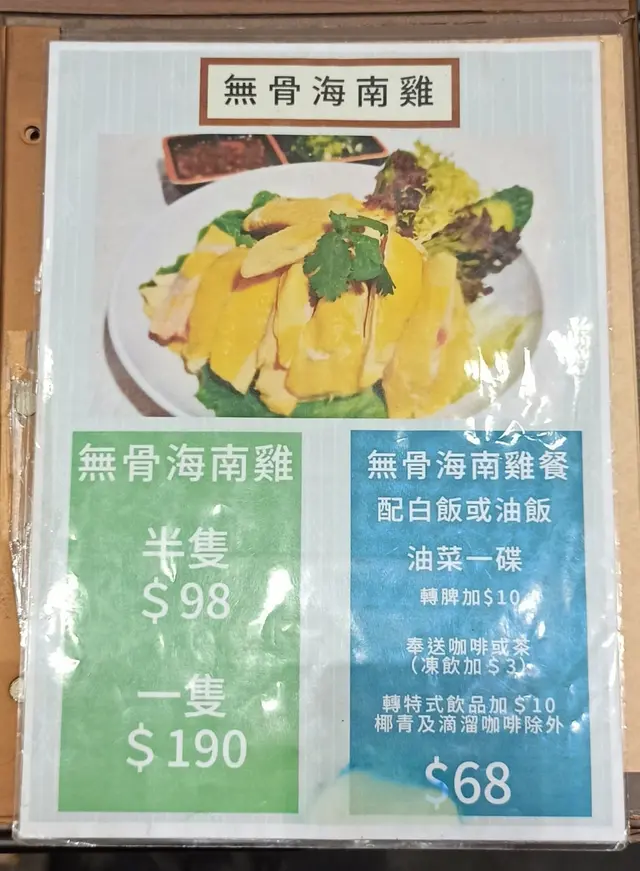 無骨海南雞
無骨海南雞
半隻
$98
一隻
$190
無骨海南雞餐
配白飯或油飯
油菜一碟
轉脾加$10
奉送咖啡或茶
(凍飲加$3)
轉特式飲品加$10
椰青及滴溜咖啡除外
$68